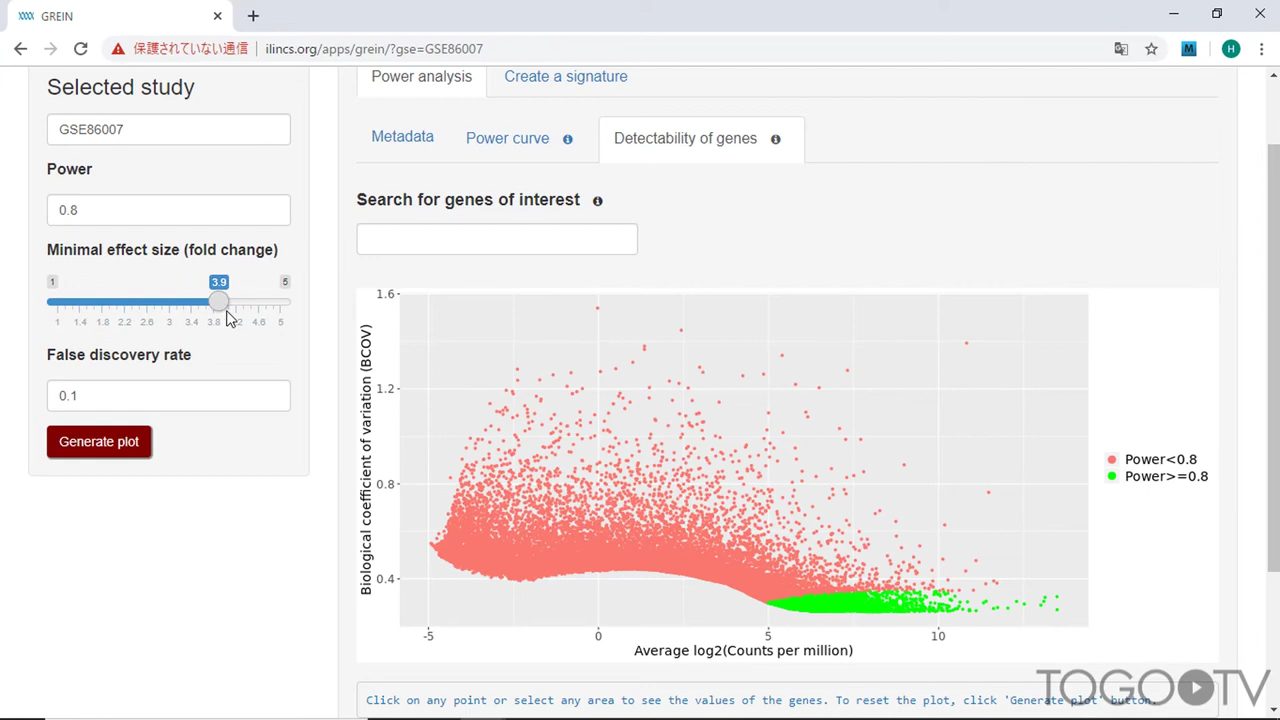 GREIN
保護されていない通信
ilincs.org/apps/grein/?gse=GSE86007
M
H
Selected study
GSE86007
Power
0.8
Minimal effect size (fold change)
1
3.9
5
1 1.4 1.8 2.2 2.6 3 3.4 3.8 4.6 5
False discovery rate
0.1
Generate plot
Power analysis
Create a signature
Metadata
Power curve
Detectability of genes
Search for genes of interest
Biological coefficient of variation (BCOV)
1.6
1.2
0.8
0.4
-5 0 5 10
Average log2(Counts per million)
Power<0.8
Power>=0.8
Click on any point or select any area to see the values of the genes. To reset the plot, click 'Generate plot' button.
TOGOTV